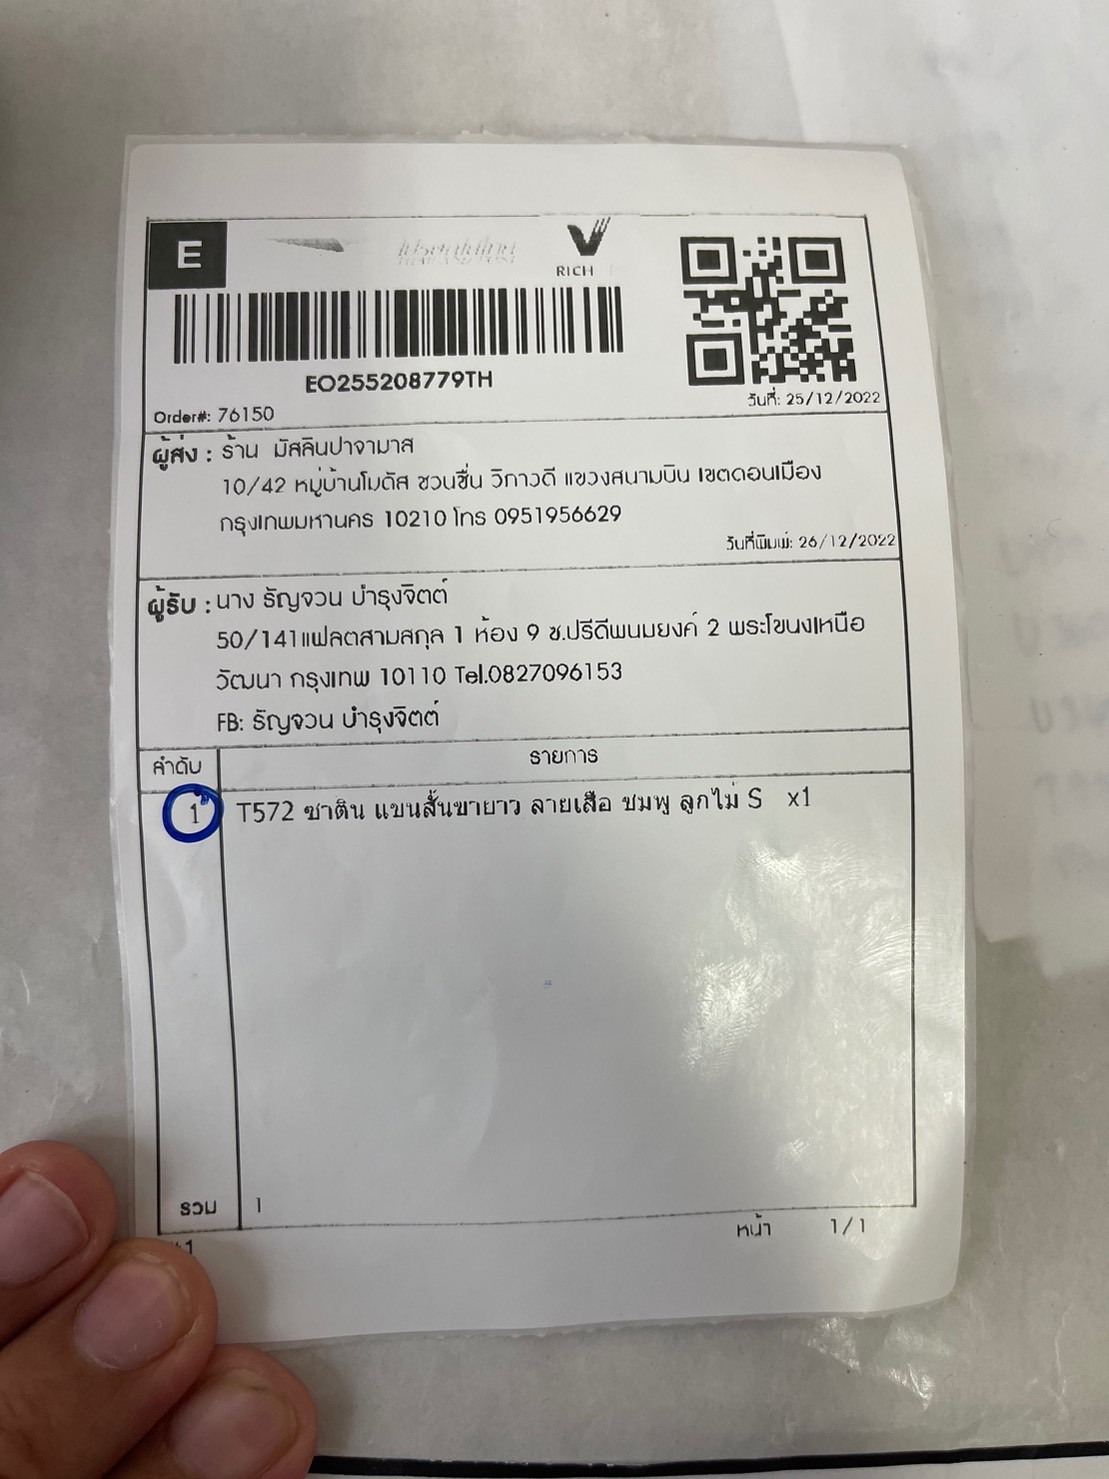 E
ไปรษณีย์ไทย
RICH
EO255208779TH
Order#: 76150
วันที่: 25/12/2022
ผู้ส่ง : ร้าน มัสลินปาจามาส
10/42 หมู่บ้านโมดัส ชวนชื่น วิภาวดี แขวงสนามบิน เขตดอนเมือง
กรุงเทพมหานคร 10210 โทร 0951956629
วันที่พิมพ์: 26/12/2022
ผู้รับ : นาง ธัญจวน บำรุงจิตต์
50/141แฟลตสามสกุล 1 ห้อง 9 ซ.ปรีดีพนมยงค์ 2 พระโขนงเหนือ
วัฒนา กรุงเทพ 10110 Tel.0827096153
FB: ธัญจวน บำรุงจิตต์
ลำดับ รายการ
1 T572 ซาติน แขนสั้นขายาว ลายเสือ ชมพู ลูกไม่ S x1
รวม 1
หน้า 1/1